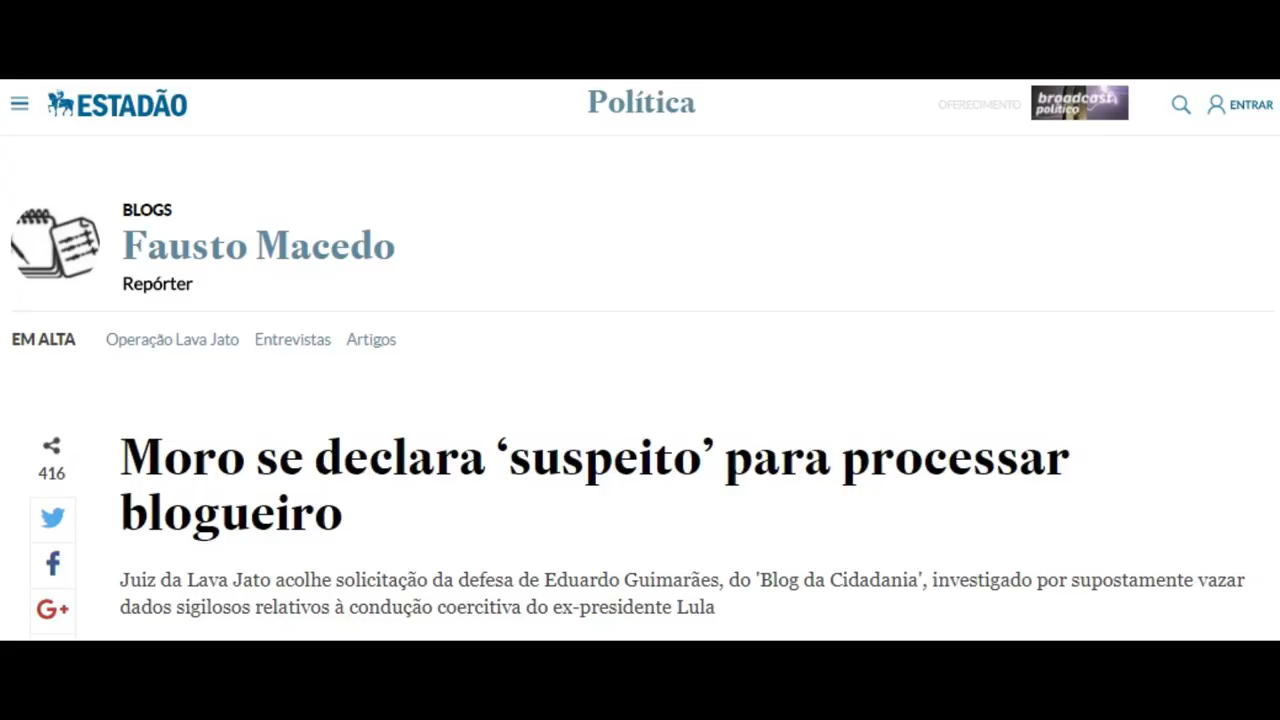 ESTADÃO
Política
OFERECIMENTO
broadcast
político
ENTRAR
BLOGS
Fausto Macedo
Repórter
EM ALTA Operação Lava Jato Entrevistas Artigos
416
Moro se declara ‘suspeito’ para processar
blogueiro
Juiz da Lava Jato acolhe solicitação da defesa de Eduardo Guimarães, do 'Blog da Cidadania', investigado por supostamente vazar
dados sigilosos relativos à condução coercitiva do ex-presidente Lula
G+